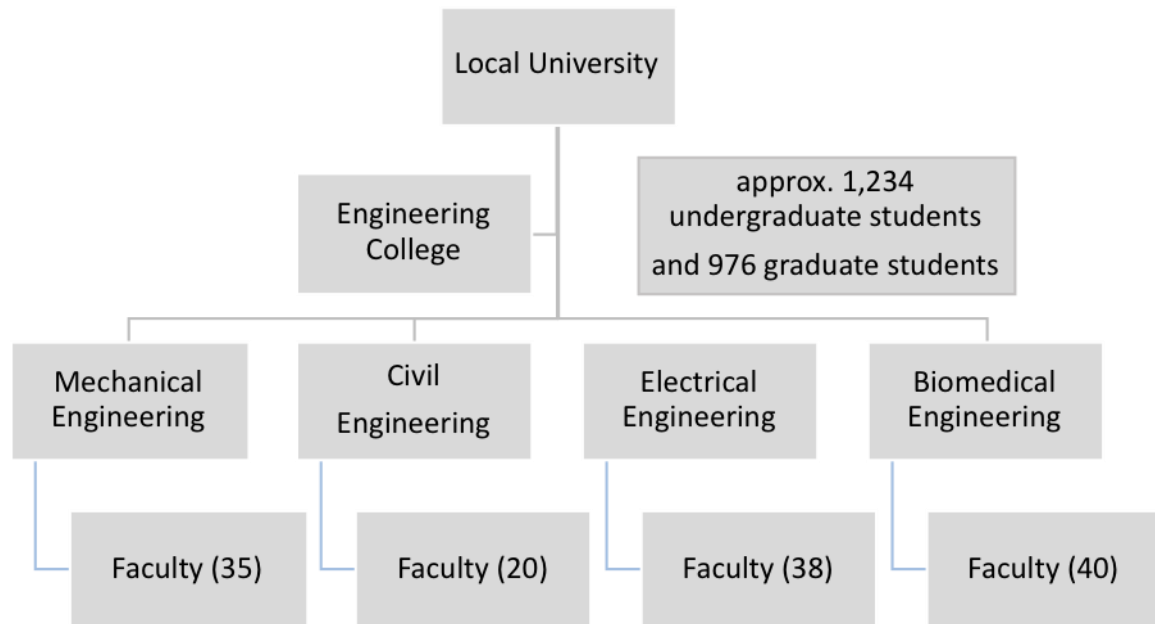 Local University
Engineering
College
approx. 1,234
undergraduate students
and 976 graduate students
Mechanical
Engineering
Civil
Engineering
Electrical
Engineering
Biomedical
Engineering
Faculty (35)
Faculty (20)
Faculty (38)
Faculty (40)